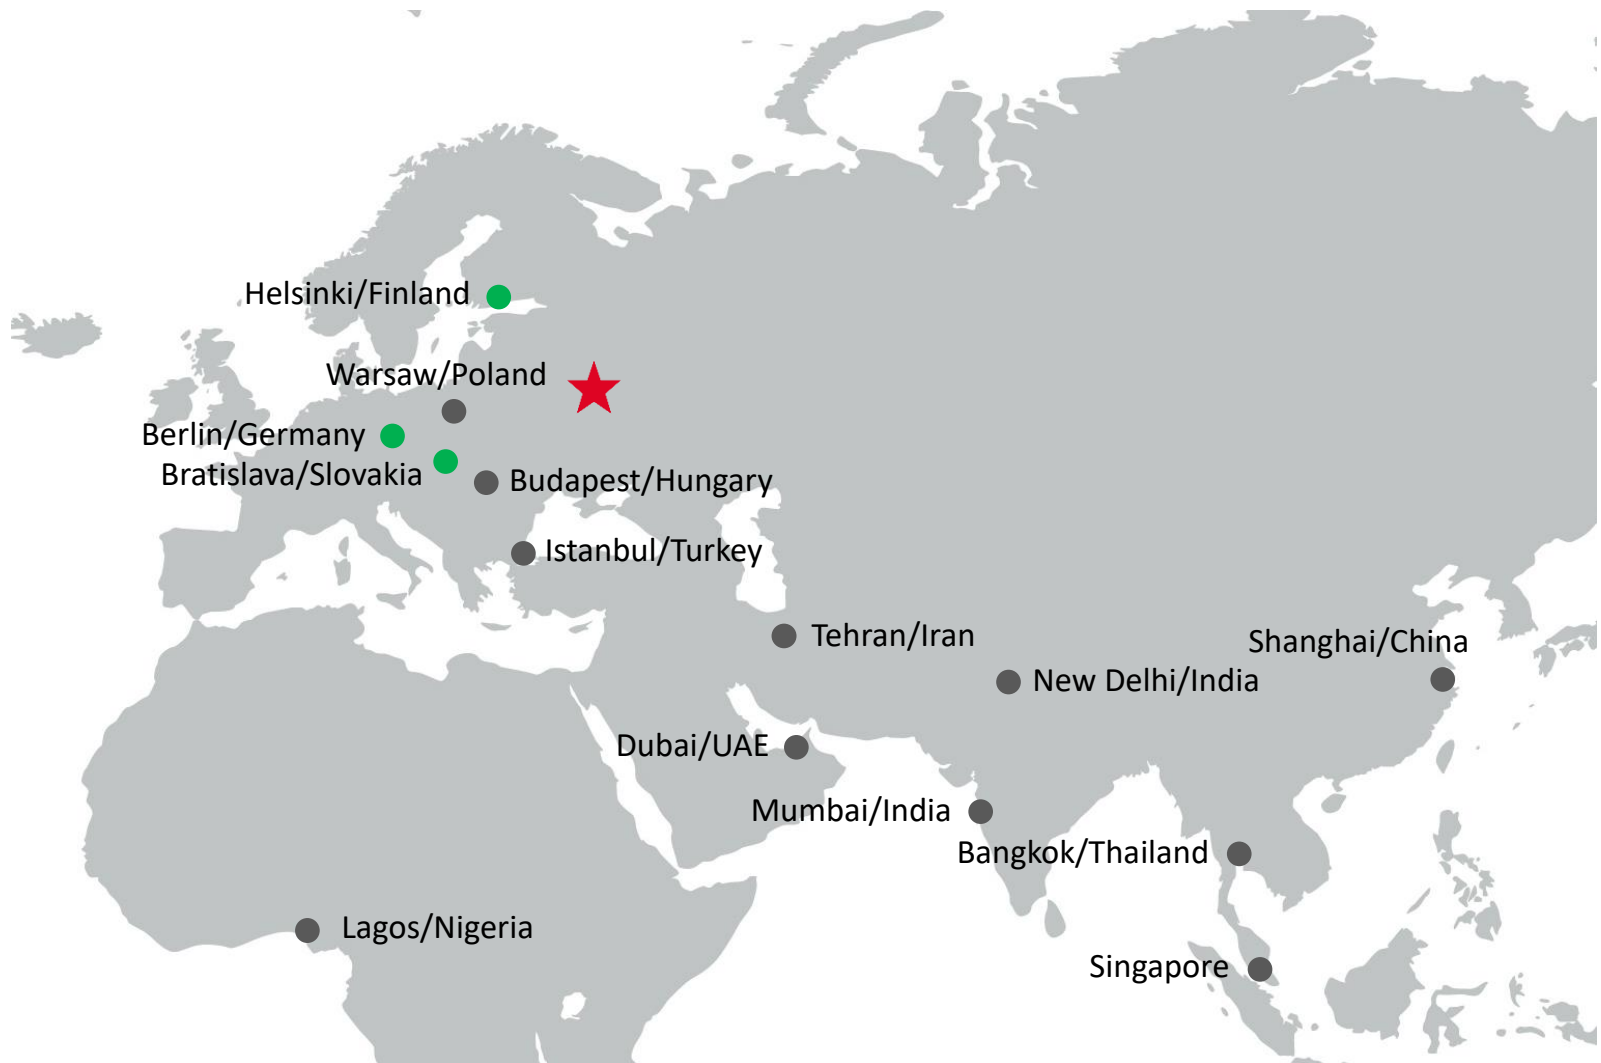 Helsinki/Finland
Warsaw/Poland
Berlin/Germany
Bratislava/Slovakia
Budapest/Hungary
Istanbul/Turkey
Tehran/Iran
Shanghai/China
New Delhi/India
Dubai/UAE
Mumbai/India
Bangkok/Thailand
Lagos/Nigeria
Singapore